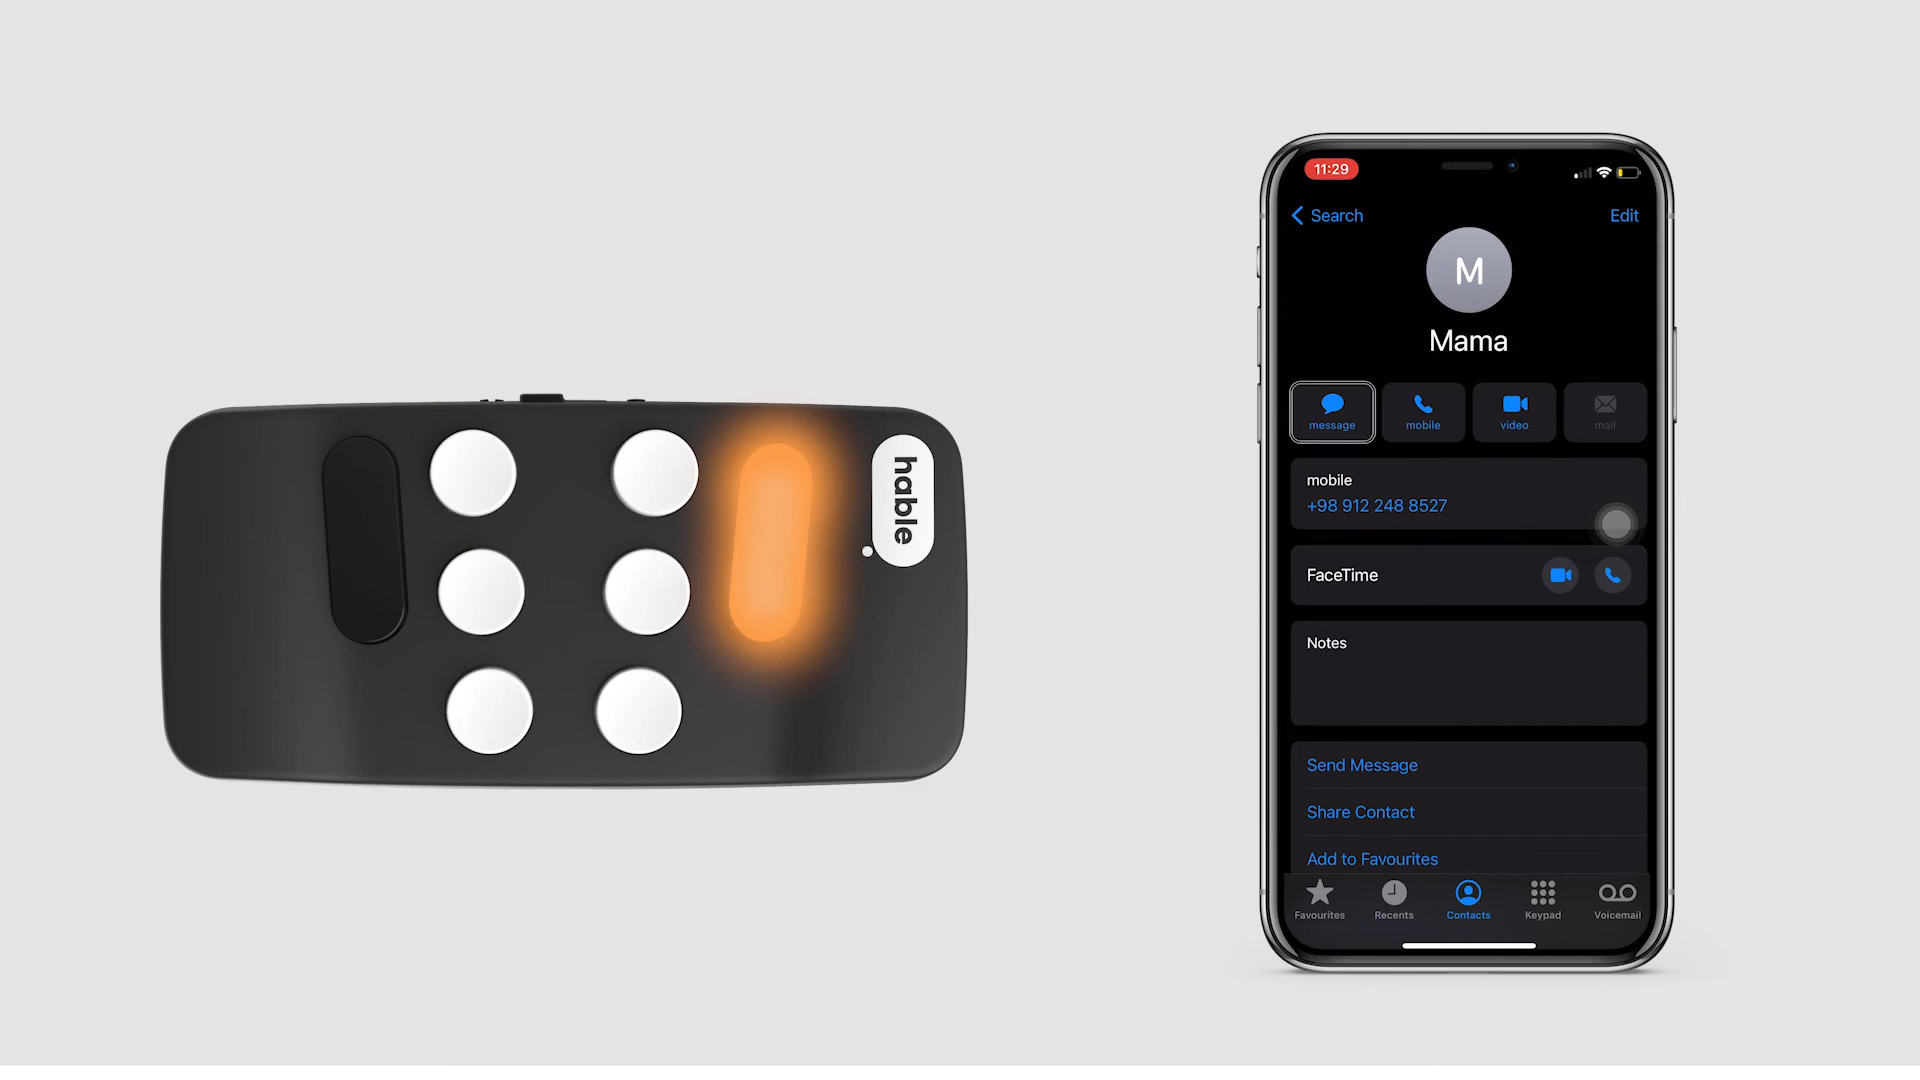 hable
11:29
Search
Edit
M
Mama
message
mobile
video
mail
mobile
+98 912 248 8527
FaceTime
Notes
Send Message
Share Contact
Add to Favourites
Favourites
Recents
Contacts
Keypad
Voicemail